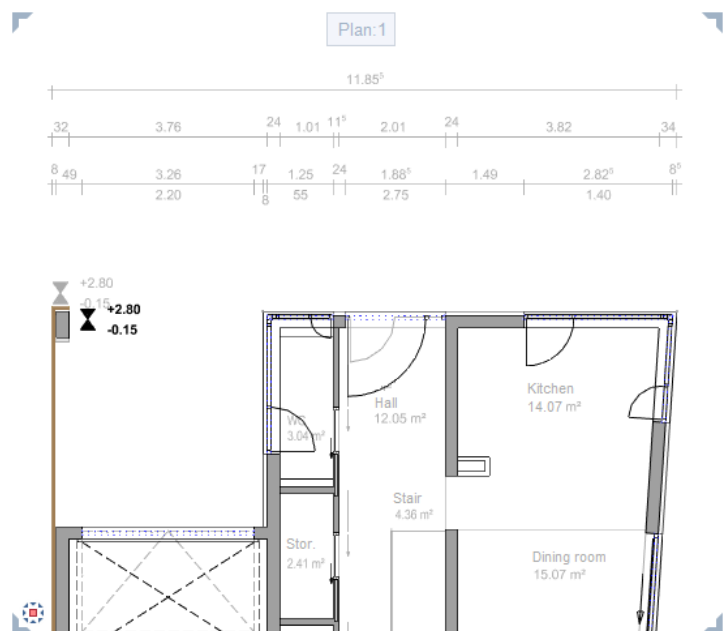 Plan:1
11.85⁵
32 3.76 24 1.01 11⁵ 2.01 24 3.82 34
8 49 3.26 17 1.25 24 1.88⁵ 1.49 2.82⁵ 8⁵
2.20 8 55 2.75 1.40
+2.80
-0.15
+2.80
-0.15
Kitchen
14.07 m²
Hall
12.05 m²
WC
3.04 m²
Stair
4.36 m²
Stor.
2.41 m²
Dining room
15.07 m²